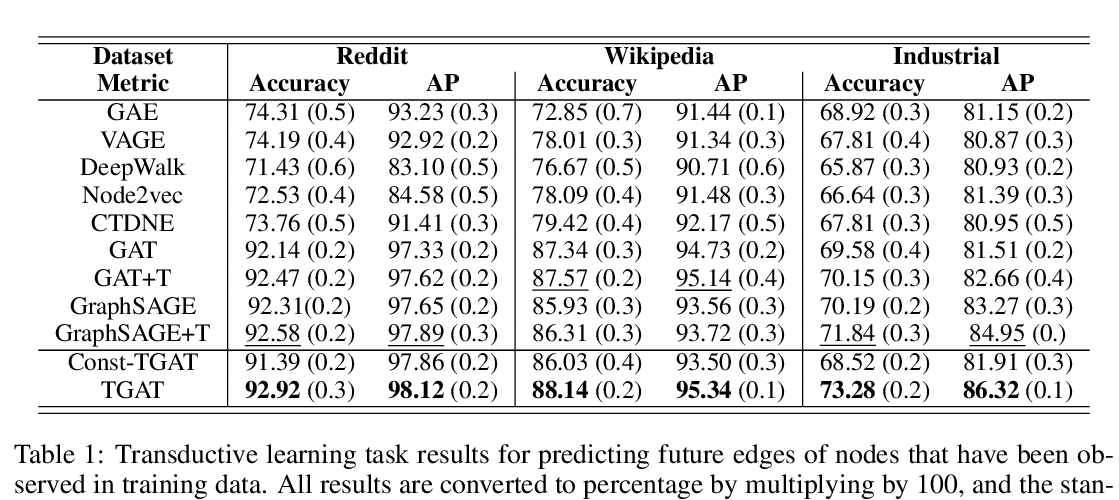 Dataset Reddit Wikipedia Industrial
Metric Accuracy AP Accuracy AP Accuracy AP
GAE 74.31 (0.5) 93.23 (0.3) 72.85 (0.7) 91.44 (0.1) 68.92 (0.3) 81.15 (0.2)
VAGE 74.19 (0.4) 92.92 (0.2) 78.01 (0.3) 91.34 (0.3) 67.81 (0.4) 80.87 (0.3)
DeepWalk 71.43 (0.6) 83.10 (0.5) 76.67 (0.5) 90.71 (0.6) 65.87 (0.3) 80.93 (0.2)
Node2vec 72.53 (0.4) 84.58 (0.5) 78.09 (0.4) 91.48 (0.3) 66.64 (0.3) 81.39 (0.3)
CTDNE 73.76 (0.5) 91.41 (0.3) 79.42 (0.4) 92.17 (0.5) 67.81 (0.3) 80.95 (0.5)
GAT 92.14 (0.2) 97.33 (0.2) 87.34 (0.3) 94.73 (0.2) 69.58 (0.4) 81.51 (0.2)
GAT+T 92.47 (0.2) 97.62 (0.2) 87.57 (0.2) 95.14 (0.4) 70.15 (0.3) 82.66 (0.4)
GraphSAGE 92.31(0.2) 97.65 (0.2) 85.93 (0.3) 93.56 (0.3) 70.19 (0.2) 83.27 (0.3)
GraphSAGE+T 92.58 (0.2) 97.89 (0.3) 86.31 (0.3) 93.72 (0.3) 71.84 (0.3) 84.95 (0.)
Const-TGAT 91.39 (0.2) 97.86 (0.2) 86.03 (0.4) 93.50 (0.3) 68.52 (0.2) 81.91 (0.3)
TGAT 92.92 (0.3) 98.12 (0.2) 88.14 (0.2) 95.34 (0.1) 73.28 (0.2) 86.32 (0.1)
Table 1: Transductive learning task results for predicting future edges of nodes that have been ob-
served in training data. All results are converted to percentage by multiplying by 100, and the stan-